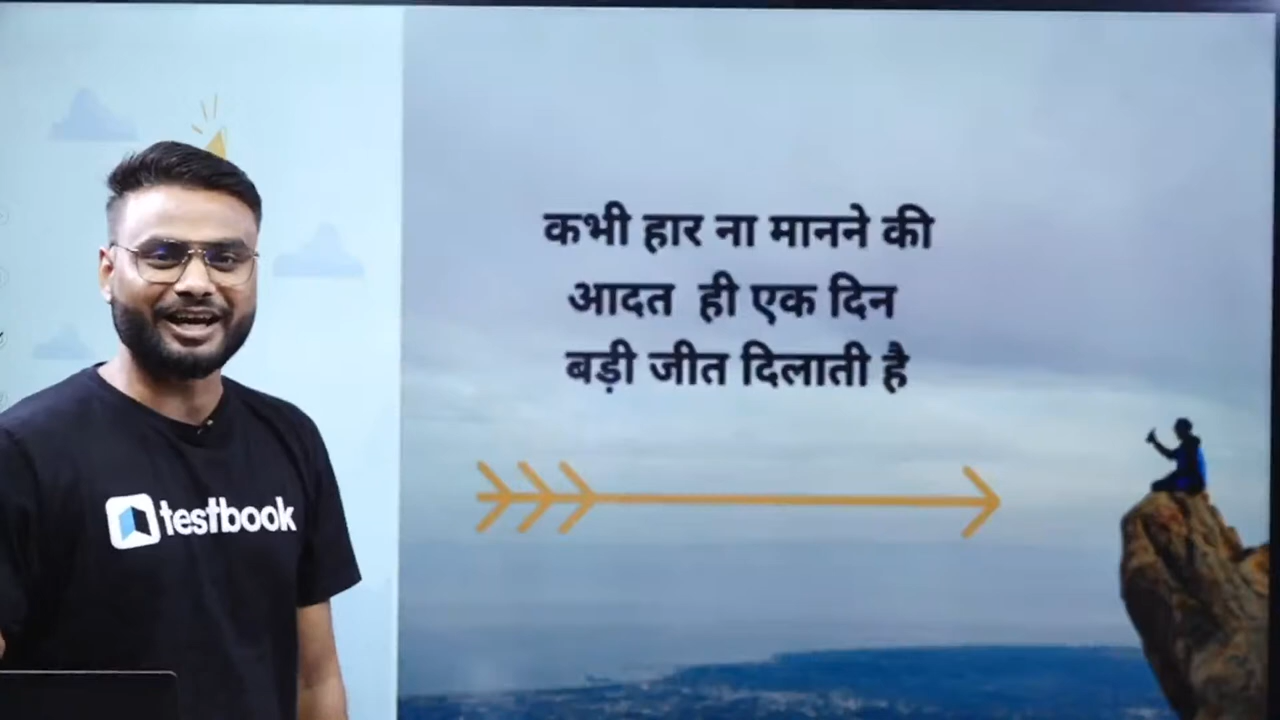 कभी हार ना मानने की
आदत ही एक दिन
बड़ी जीत दिलाती है
testbook